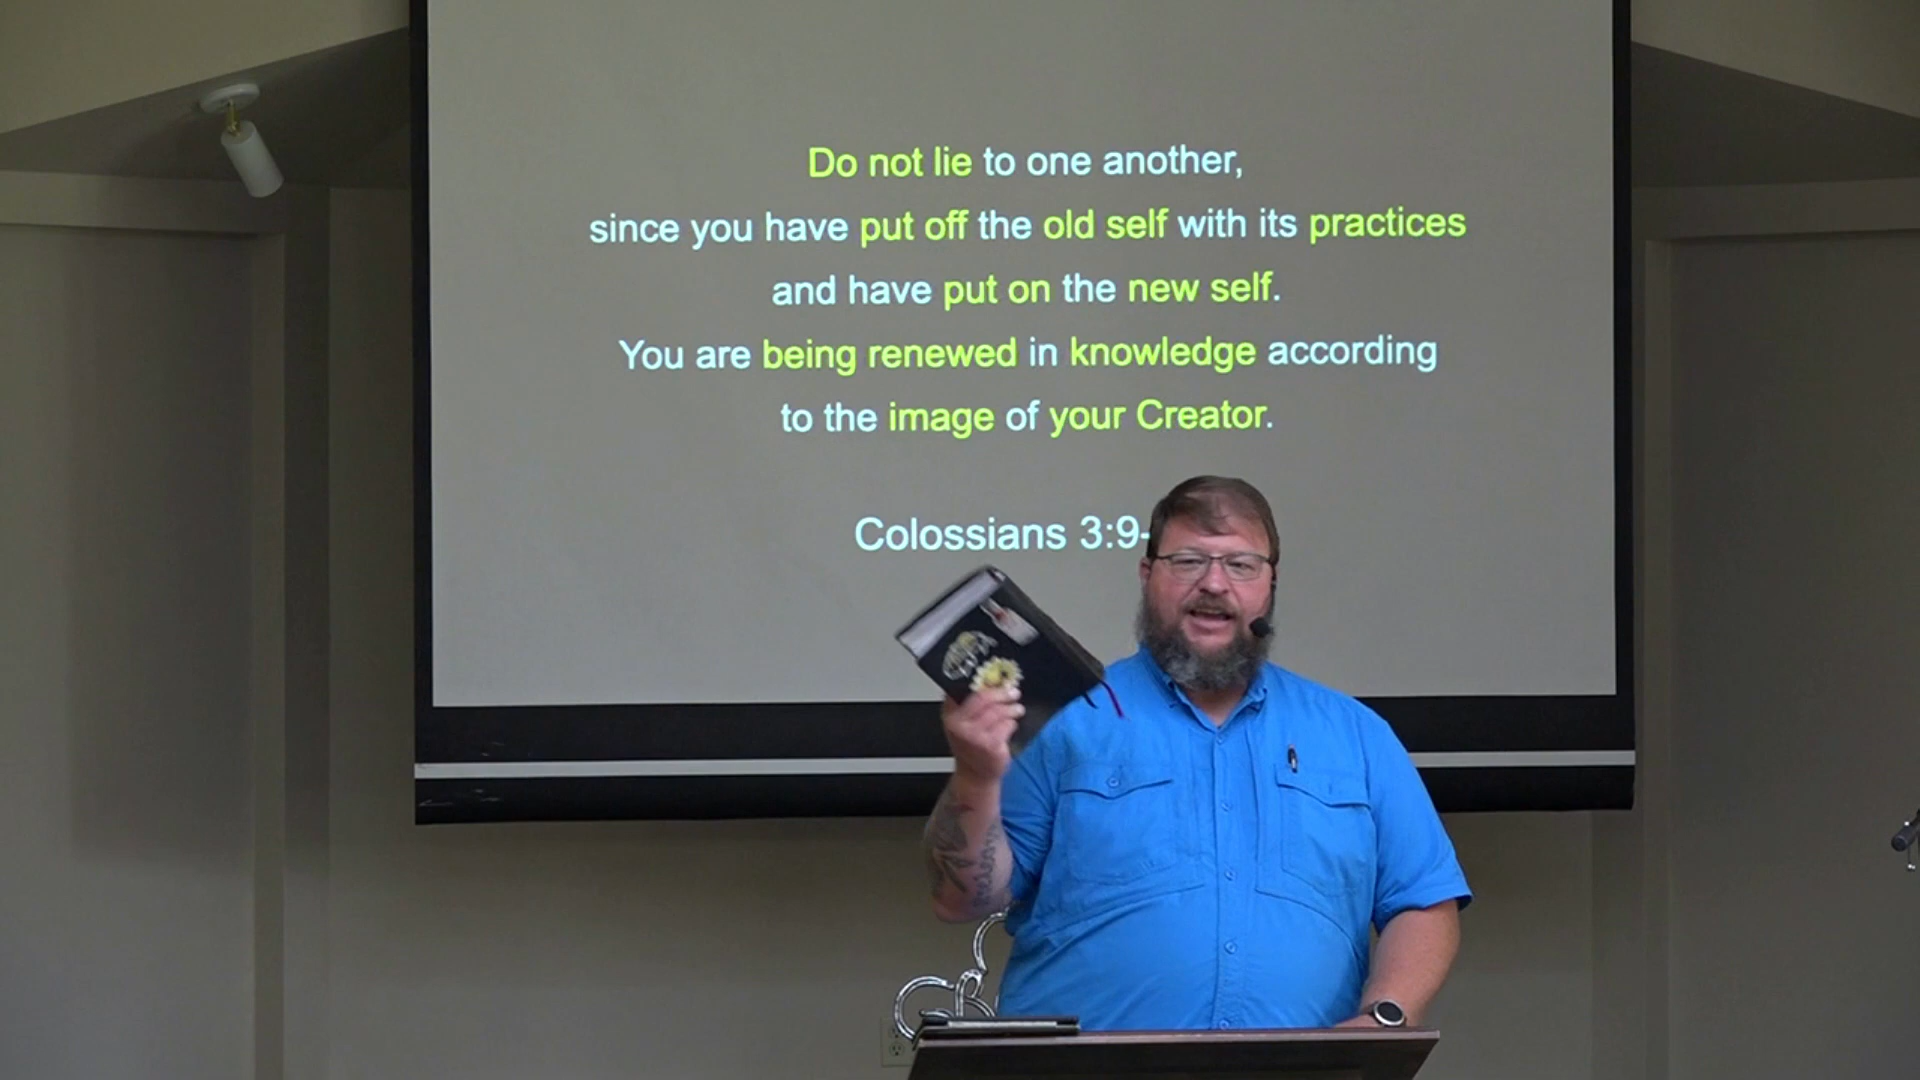 Do not lie to one another,
since you have put off the old self with its practices
and have put on the new self.
You are being renewed in knowledge according
to the image of your Creator.
Colossians 3:9-